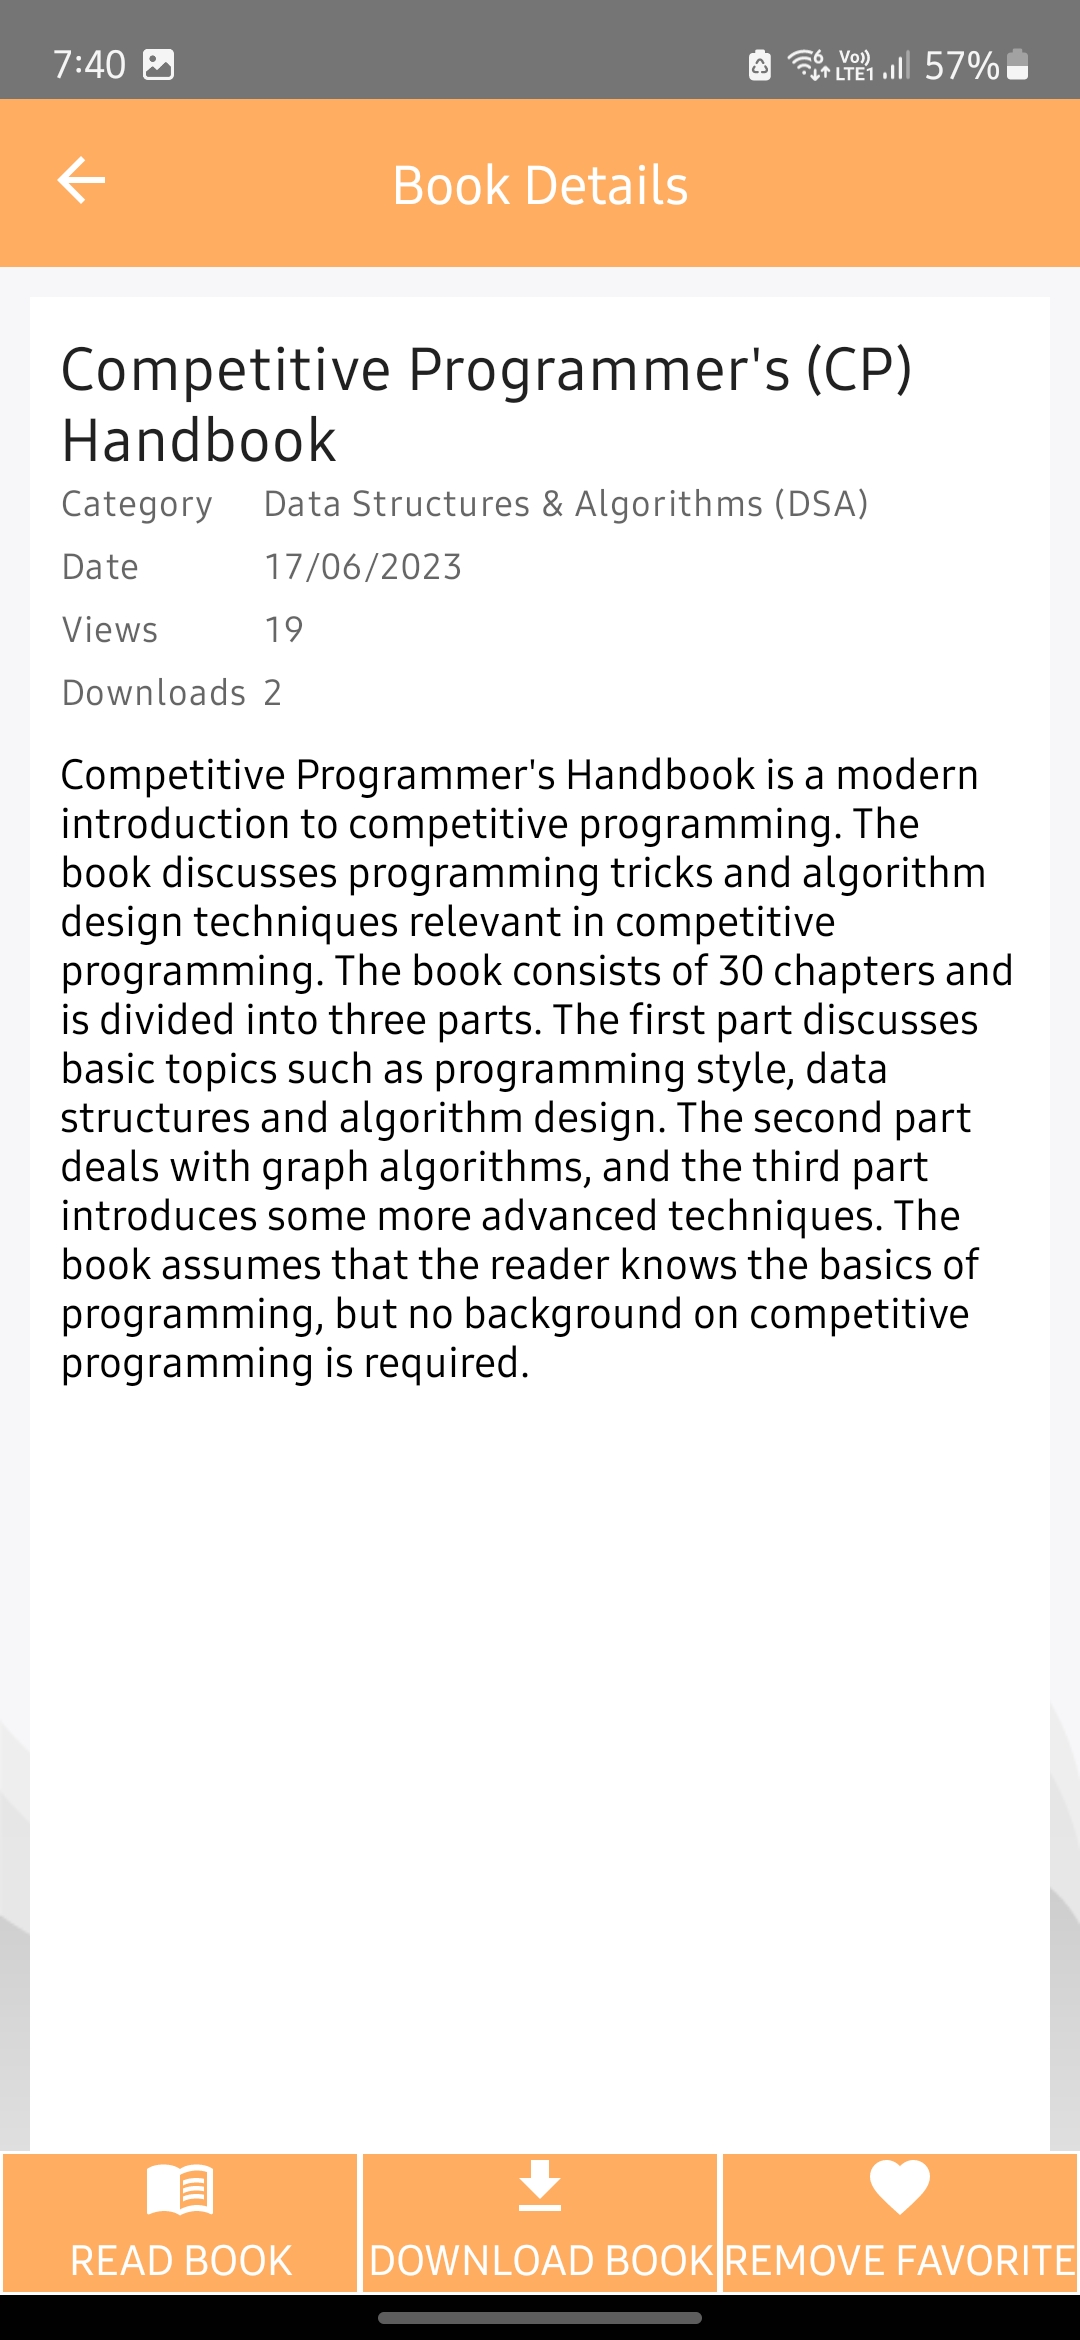 7:40
6 Vo)) LTE1 57%
Book Details
Competitive Programmer's (CP)
Handbook
Category Data Structures & Algorithms (DSA)
Date 17/06/2023
Views 19
Downloads 2
Competitive Programmer's Handbook is a modern
introduction to competitive programming. The
book discusses programming tricks and algorithm
design techniques relevant in competitive
programming. The book consists of 30 chapters and
is divided into three parts. The first part discusses
basic topics such as programming style, data
structures and algorithm design. The second part
deals with graph algorithms, and the third part
introduces some more advanced techniques. The
book assumes that the reader knows the basics of
programming, but no background on competitive
programming is required.
READ BOOK DOWNLOAD BOOK REMOVE FAVORITE